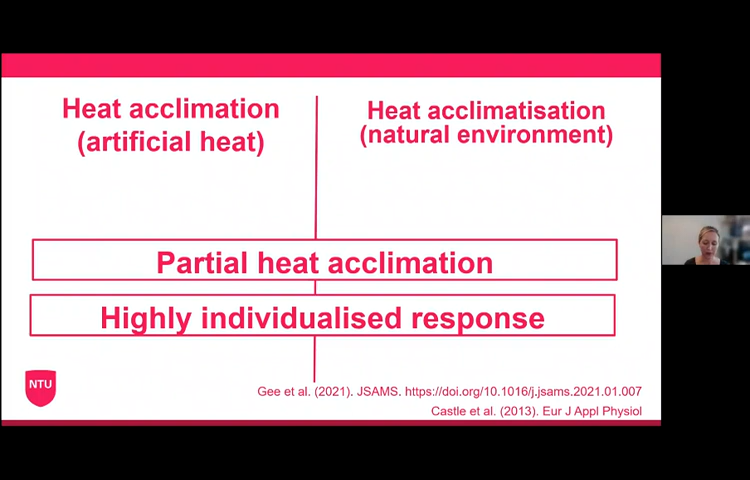 Heat acclimation
(artificial heat)
Heat acclimatisation
(natural environment)
Partial heat acclimation
Highly individualised response
NTU
Gee et al. (2021). JSAMS. https://doi.org/10.1016/j.jsams.2021.01.007
Castle et al. (2013). Eur J Appl Physiol